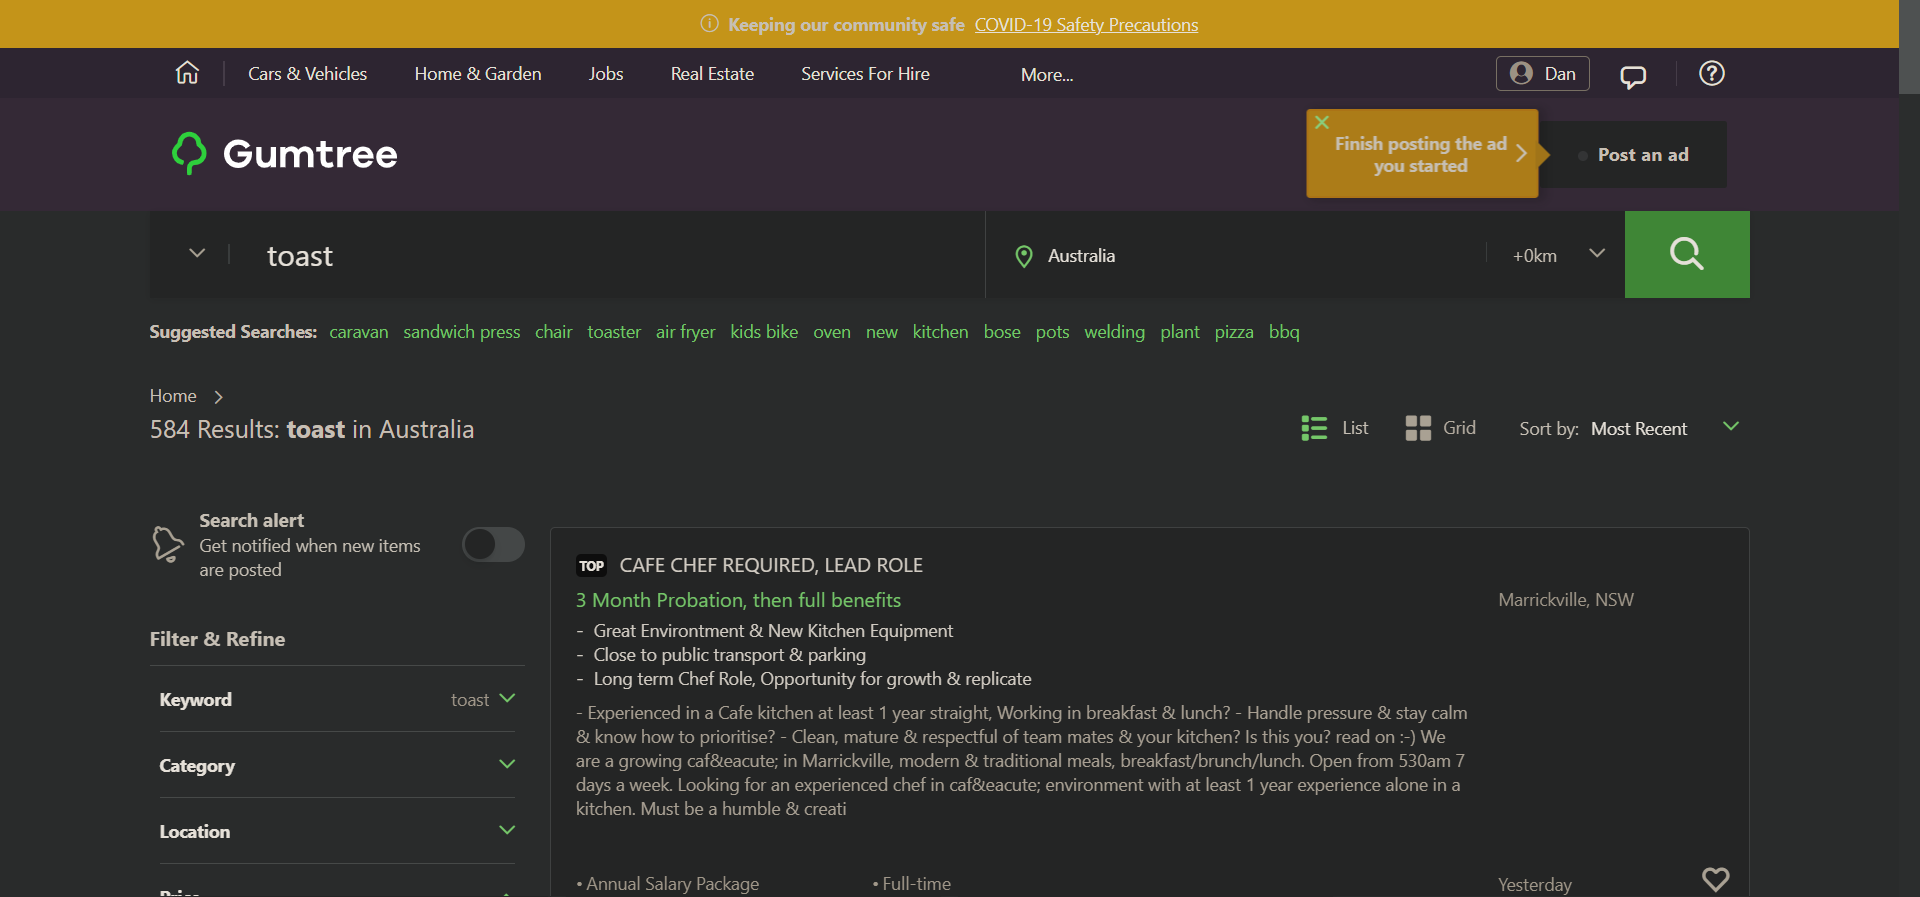 Keeping our community safe COVID-19 Safety Precautions
Cars & Vehicles Home & Garden Jobs Real Estate Services For Hire More... Dan
Gumtree
Finish posting the ad
you started
Post an ad
toast Australia +0km
Suggested Searches: caravan sandwich press chair toaster air fryer kids bike oven new kitchen bose pots welding plant pizza bbq
Home
584 Results: toast in Australia
List Grid Sort by: Most Recent
Search alert
Get notified when new items
are posted
Filter & Refine
Keyword toast
Category
Location
Price
TOP CAFE CHEF REQUIRED, LEAD ROLE
3 Month Probation, then full benefits
Marrickville, NSW
- Great Environtment & New Kitchen Equipment
- Close to public transport & parking
- Long term Chef Role, Opportunity for growth & replicate
- Experienced in a Cafe kitchen at least 1 year straight, Working in breakfast & lunch? - Handle pressure & stay calm
& know how to prioritise? - Clean, mature & respectful of team mates & your kitchen? Is this you? read on :-) We
are a growing caf&eacute; in Marrickville, modern & traditional meals, breakfast/brunch/lunch. Open from 530am 7
days a week. Looking for an experienced chef in caf&eacute; environment with at least 1 year experience alone in a
kitchen. Must be a humble & creati
• Annual Salary Package • Full-time
Yesterday